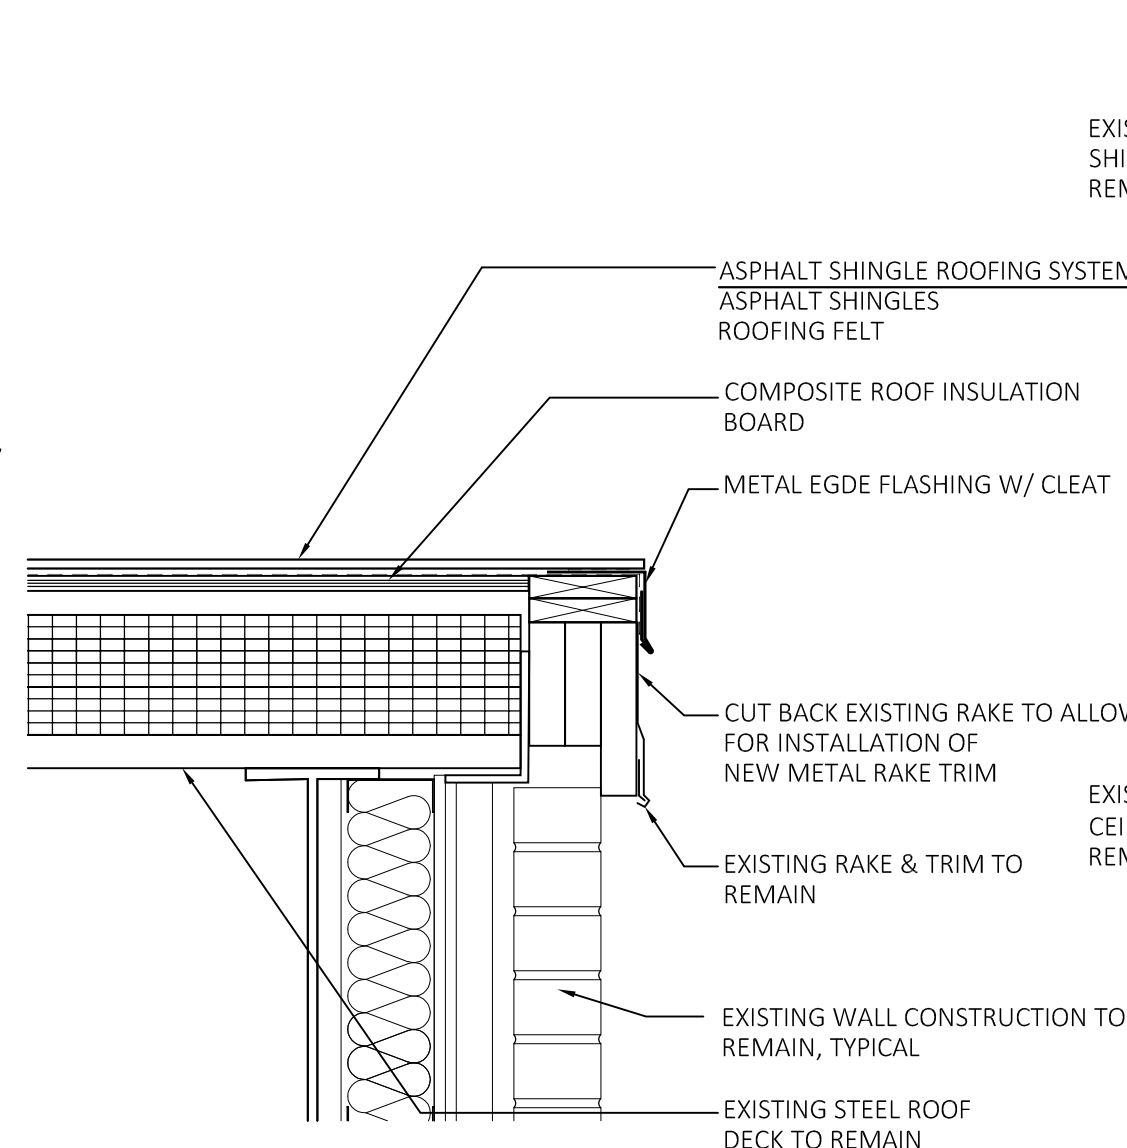 ASPHALT SHINGLE ROOFING SYSTEM
ASPHALT SHINGLES
ROOFING FELT
COMPOSITE ROOF INSULATION
BOARD
METAL EGDE FLASHING W/ CLEAT
CUT BACK EXISTING RAKE TO ALLOW
FOR INSTALLATION OF
NEW METAL RAKE TRIM
EXISTING RAKE & TRIM TO
REMAIN
EXISTING WALL CONSTRUCTION TO
REMAIN, TYPICAL
EXISTING STEEL ROOF
DECK TO REMAIN